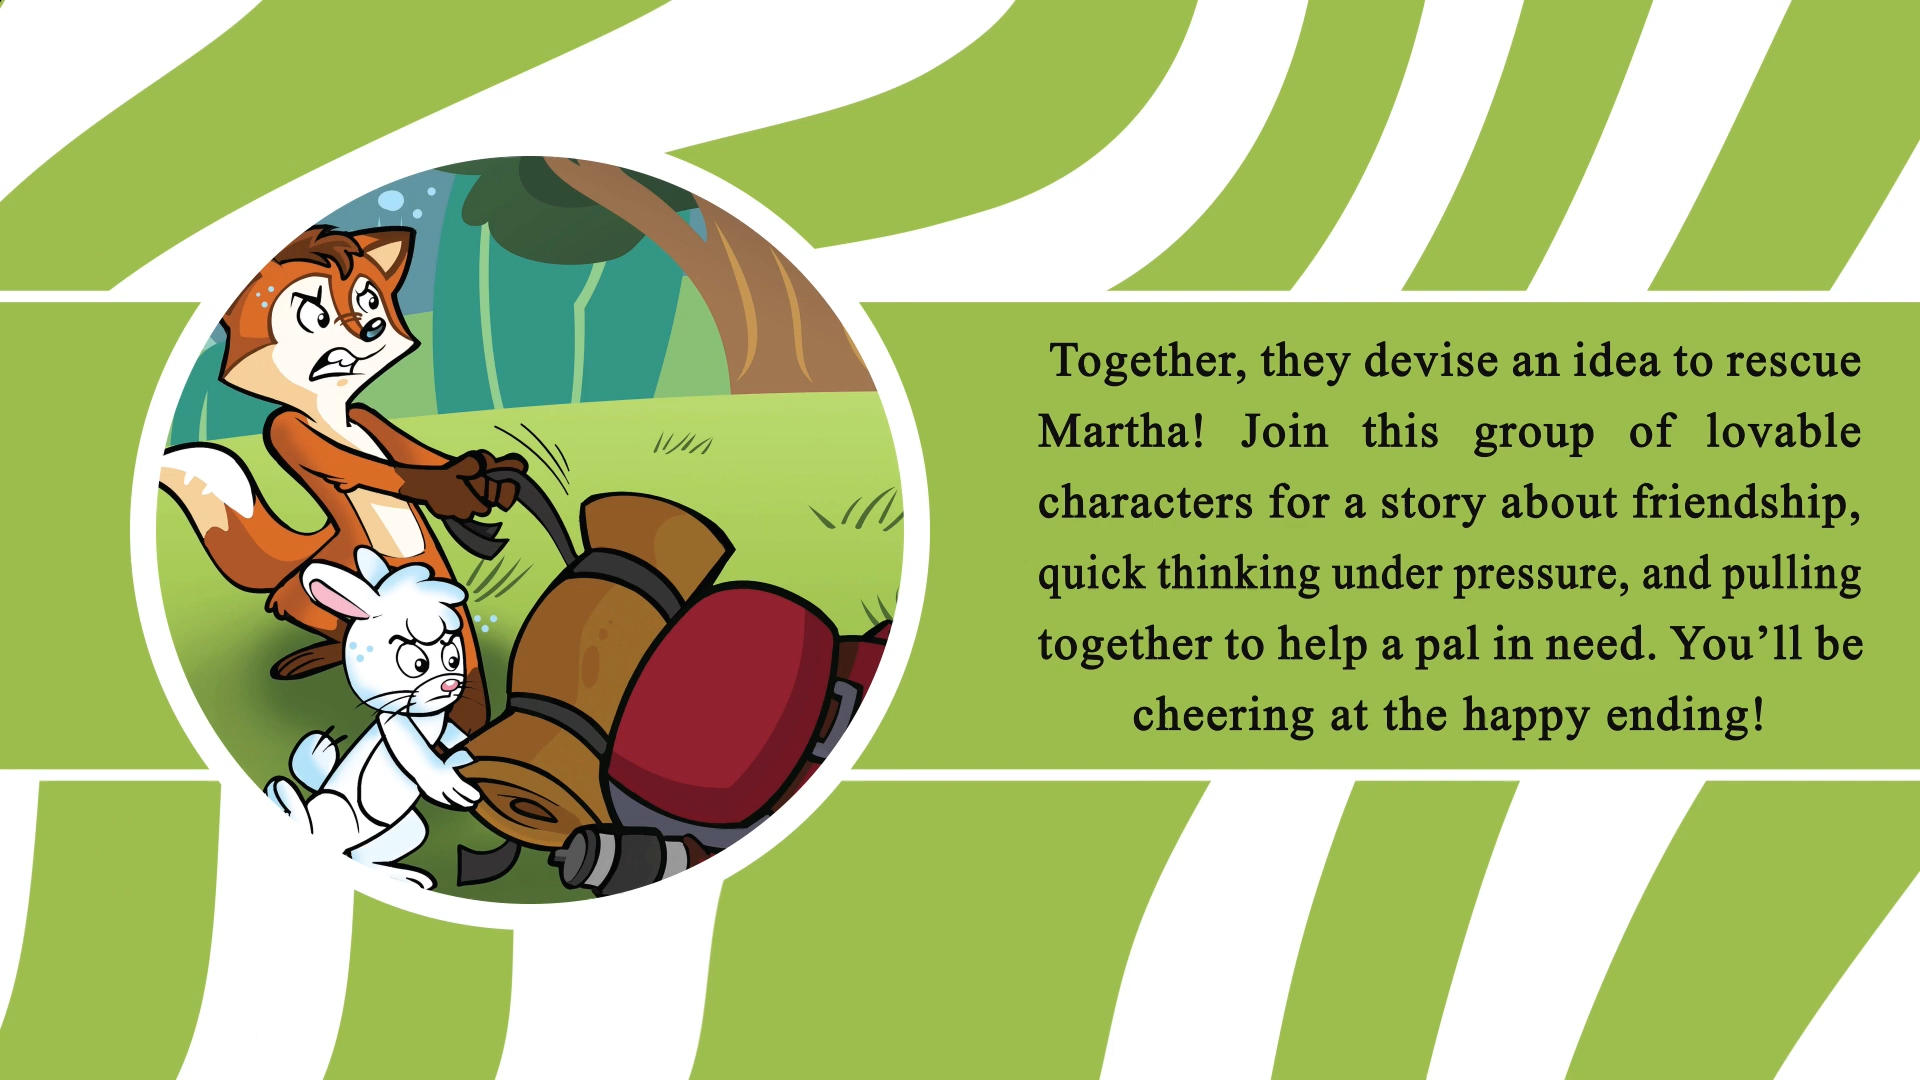 Together, they devise an idea to rescue
Martha! Join this group of lovable
characters for a story about friendship,
quick thinking under pressure, and pulling
together to help a pal in need. You’ll be
cheering at the happy ending!